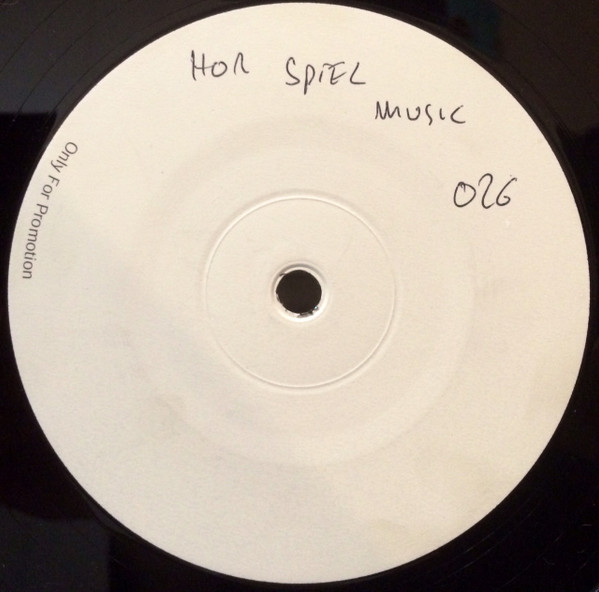 HOR SPIEL
MUSIC
026
Only For Promotion